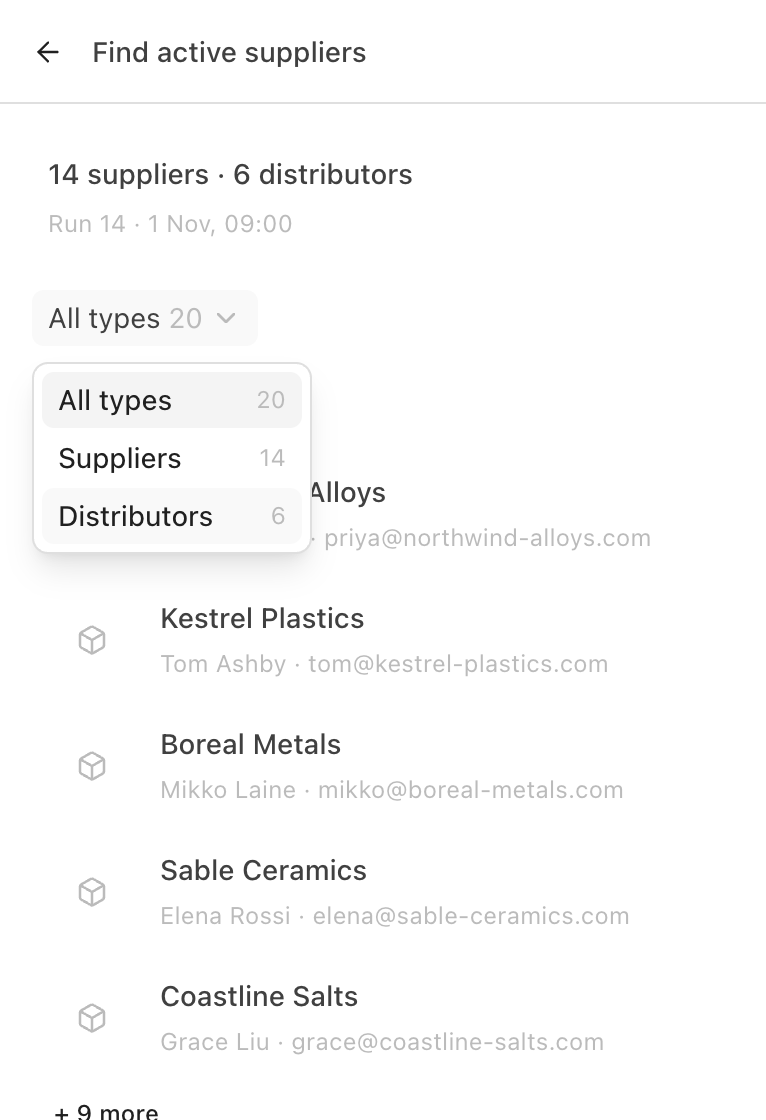 Find active suppliers
14 suppliers · 6 distributors
Run 14 · 1 Nov, 09:00
All types 20
All types 20
Suppliers 14
Distributors 6
Alloys
· priya@northwind-alloys.com
Kestrel Plastics
Tom Ashby · tom@kestrel-plastics.com
Boreal Metals
Mikko Laine · mikko@boreal-metals.com
Sable Ceramics
Elena Rossi · elena@sable-ceramics.com
Coastline Salts
Grace Liu · grace@coastline-salts.com
+ 9 more